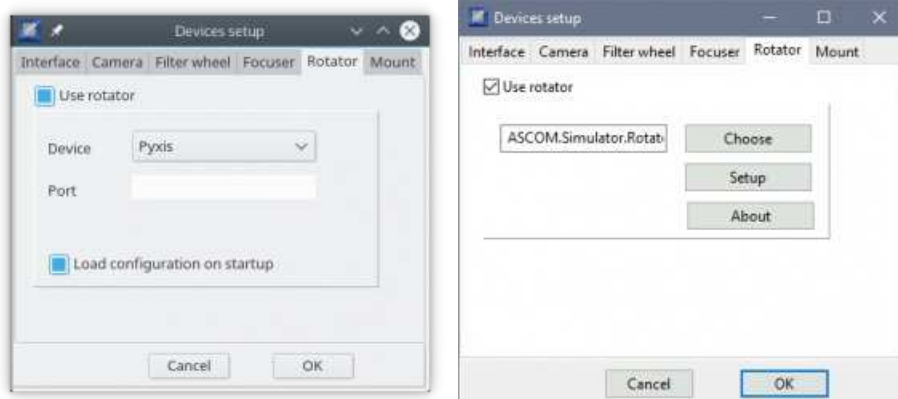 Devices setup
Interface Camera Filter wheel Focuser Rotator Mount
Use rotator
Device Pyxis
Port
Load configuration on startup
Cancel OK
Devices setup
Interface Camera Filter wheel Focuser Rotator Mount
Use rotator
ASCOM.Simulator.Rotat Choose
Setup
About
Cancel OK